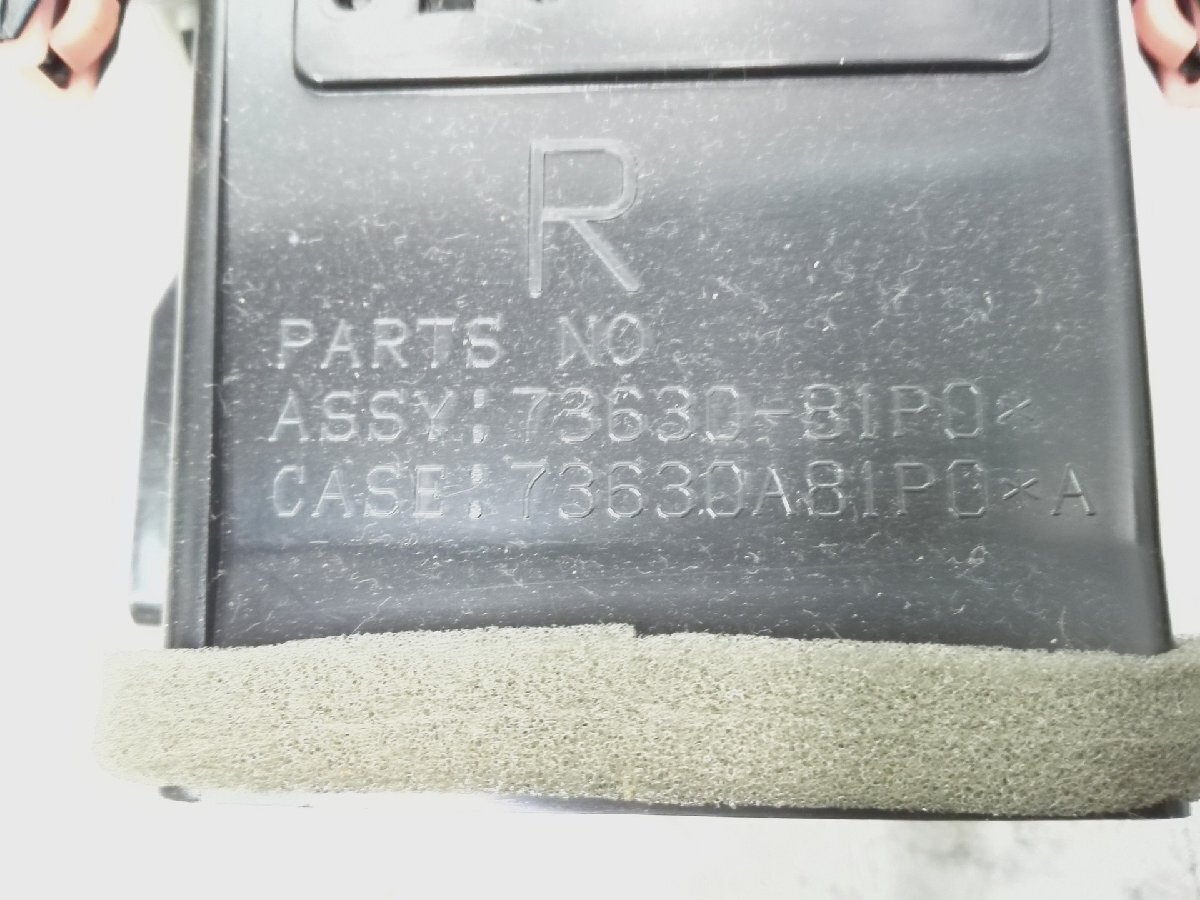 R
PARTS NO
ASSY:73630-81P0*
CASE:73630A81P0*A